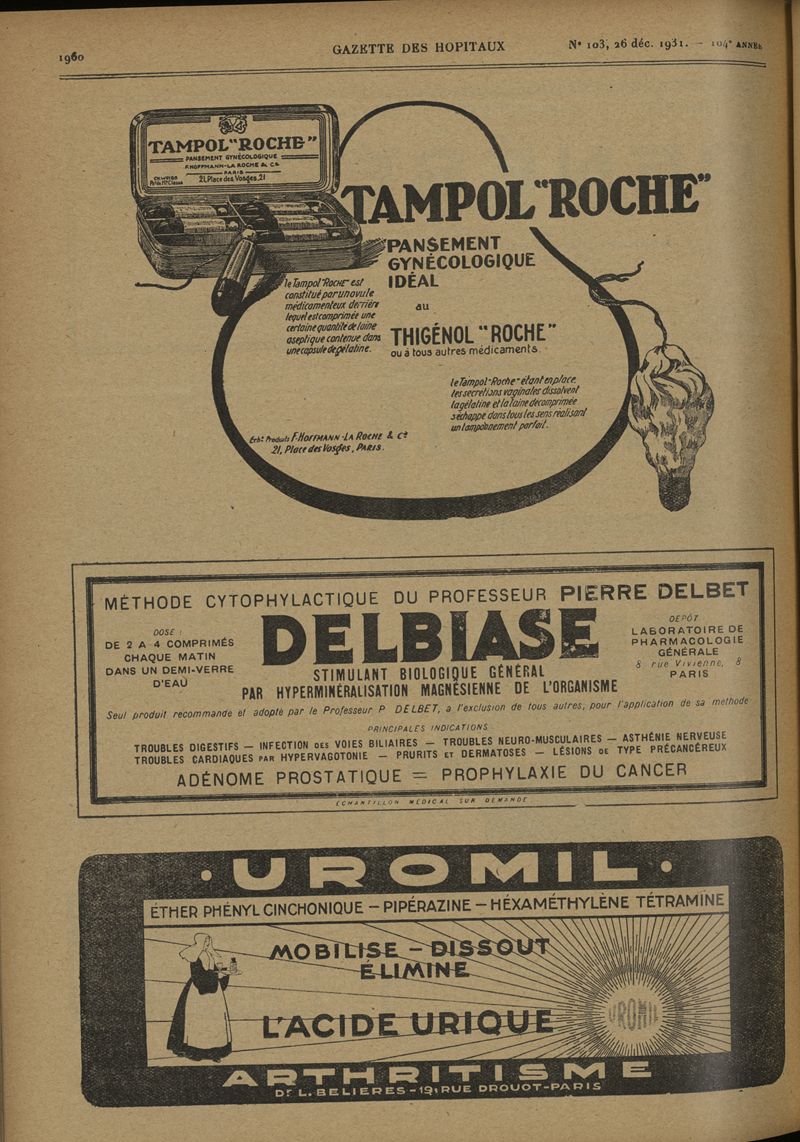 1960
GAZETTE DES HOPITAUX
N° 103, 26 déc. 1931. — 104e ANNÉE
TAMPOL "ROCHE"
PANSEMENT GYNÉCOLOGIQUE
F. HOFFMANN-LA ROCHE & Cie
PARIS
21, Place des Vosges, 21
TAMPOL "ROCHE"
PANSEMENT
GYNÉCOLOGIQUE
IDÉAL
au
THIGÉNOL "ROCHE"
ou à tous autres médicaments.
le Tampol "ROCHE" est
constitué par un ovule
médicamenteux derrière
lequel est comprimée une
certaine quantité de laine
aseptique contenue dans
une capsule de gélatine.
le Tampol "Roche" étant en place,
les secretions vaginales dissolvent
la gélatine et la laine décomprimée
s'échappe dans tous les sens réalisant
un tamponnement parfait.
Echt. Produits F. HOFFMANN-LA ROCHE & Ce
21, Place des Vosges, PARIS.
MÉTHODE CYTOPHYLACTIQUE DU PROFESSEUR PIERRE DELBET
DELBIASE
DOSE :
DE 2 A 4 COMPRIMÉS
CHAQUE MATIN
DANS UN DEMI-VERRE
D'EAU
DÉPÔT
LABORATOIRE DE
PHARMACOLOGIE
GÉNÉRALE
8 rue Vivienne, 8
PARIS
STIMULANT BIOLOGIQUE GÉNÉRAL
PAR HYPERMINÉRALISATION MAGNÉSIENNE DE L'ORGANISME
Seul produit recommandé et adopté par le Professeur P DELBET, a l'exclusion de tous autres, pour l'application de sa méthode
PRINCIPALES INDICATIONS
TROUBLES DIGESTIFS — INFECTION DES VOIES BILIAIRES — TROUBLES NEURO-MUSCULAIRES — ASTHÉNIE NERVEUSE
TROUBLES CARDIAQUES PAR HYPERVAGOTONIE — PRURITS ET DERMATOSES — LÉSIONS DE TYPE PRÉCANCÉREUX
ADÉNOME PROSTATIQUE = PROPHYLAXIE DU CANCER
ÉCHANTILLON MÉDICAL SUR DEMANDE
· UROMIL ·
ÉTHER PHÉNYL CINCHONIQUE — PIPÉRAZINE — HÉXAMÉTHYLÈNE TÉTRAMINE
MOBILISE — DISSOUT
ÉLIMINE
L'ACIDE URIQUE
UROMIL
ARTHRITISME
Dr L. BELIERES - 19, RUE DROUOT - PARIS